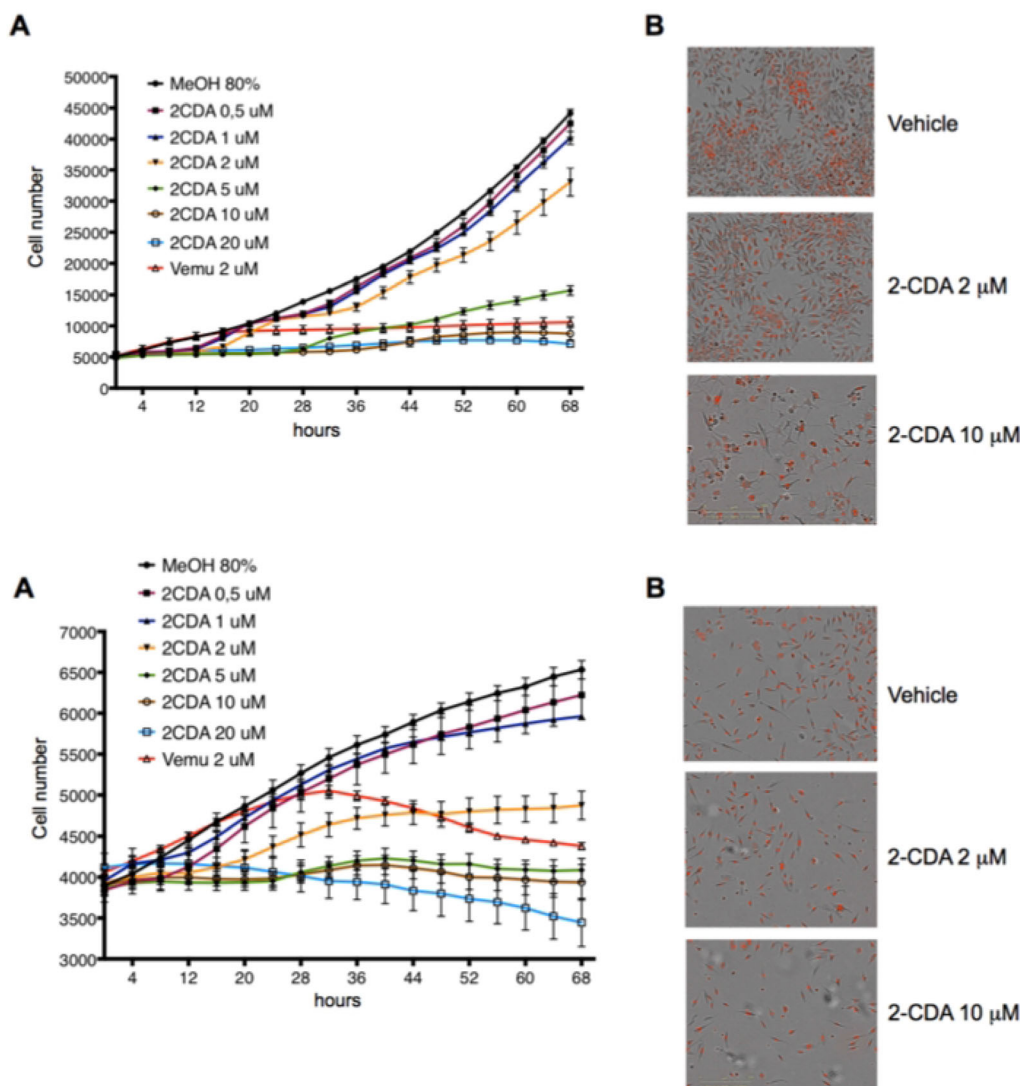 A
B
50000
45000
40000
35000
30000
25000
20000
15000
10000
5000
0
Cell number
MeOH 80%
2CDA 0,5 uM
2CDA 1 uM
2CDA 2 uM
2CDA 5 uM
2CDA 10 uM
2CDA 20 uM
Vemu 2 uM
4 12 20 28 36 44 52 60 68
hours
Vehicle
2-CDA 2 μM
2-CDA 10 μM
A
B
MeOH 80%
2CDA 0,5 uM
2CDA 1 uM
2CDA 2 uM
2CDA 5 uM
2CDA 10 uM
2CDA 20 uM
Vemu 2 uM
7000
6500
6000
5500
5000
4500
4000
3500
3000
Cell number
4 12 20 28 36 44 52 60 68
hours
Vehicle
2-CDA 2 μM
2-CDA 10 μM